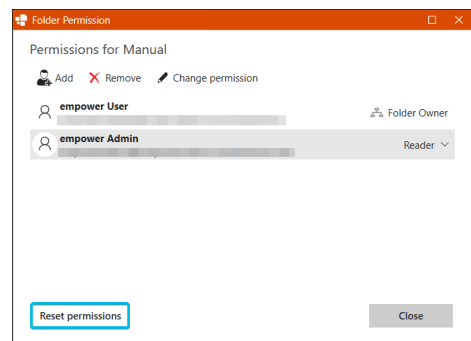 Folder Permission
Permissions for Manual
Add Remove Change permission
empower User
Folder Owner
empower Admin
Reader
Reset permissions Close